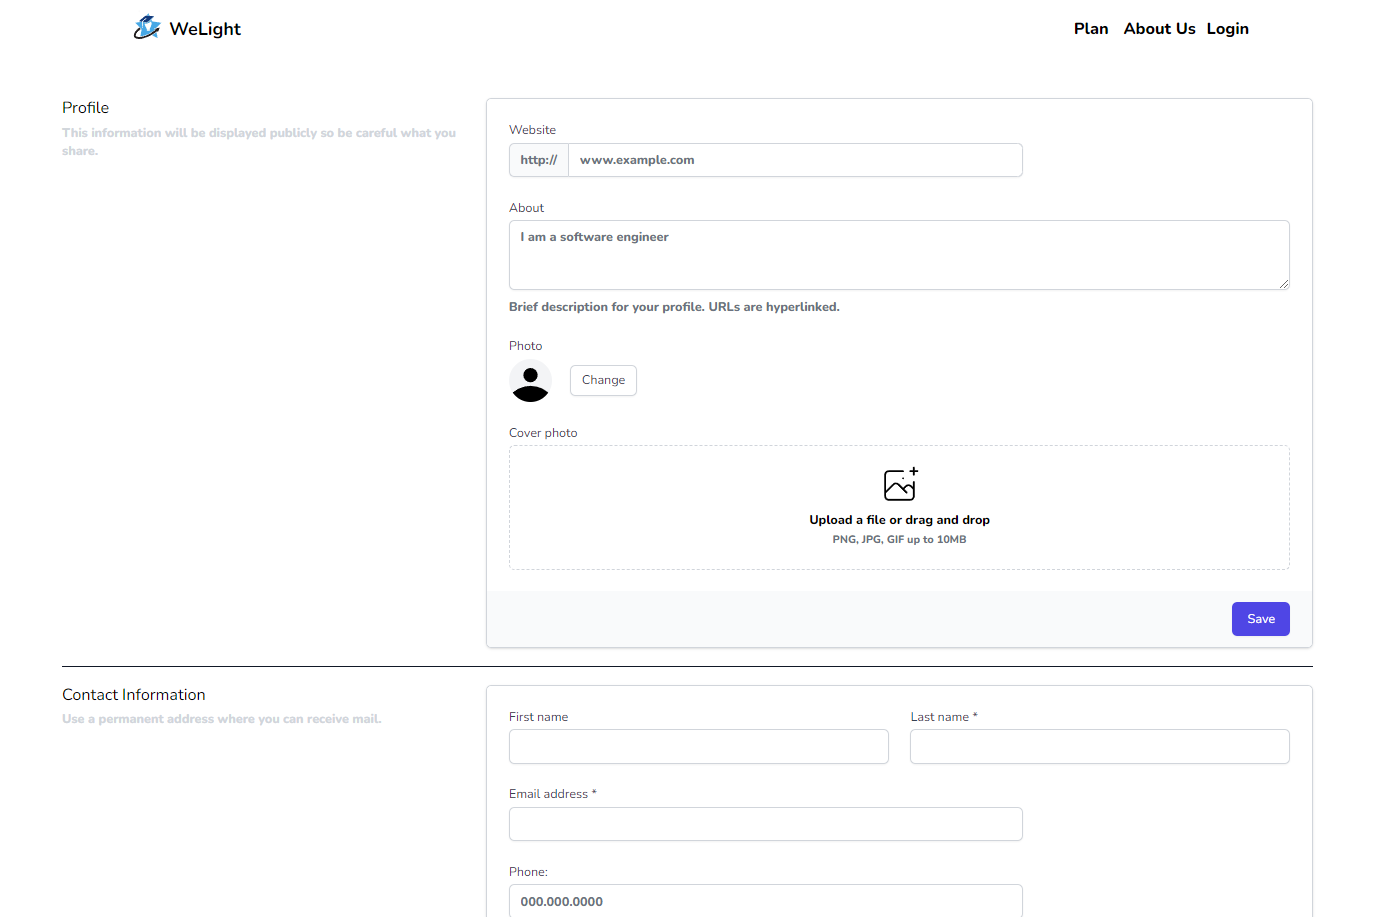 WeLight
Plan About Us Login
Profile
This information will be displayed publicly so be careful what you
share.
Website
http:// www.example.com
About
I am a software engineer
Brief description for your profile. URLs are hyperlinked.
Photo
Change
Cover photo
Upload a file or drag and drop
PNG, JPG, GIF up to 10MB
Save
Contact Information
Use a permanent address where you can receive mail.
First name
Last name *
Email address *
Phone:
000.000.0000